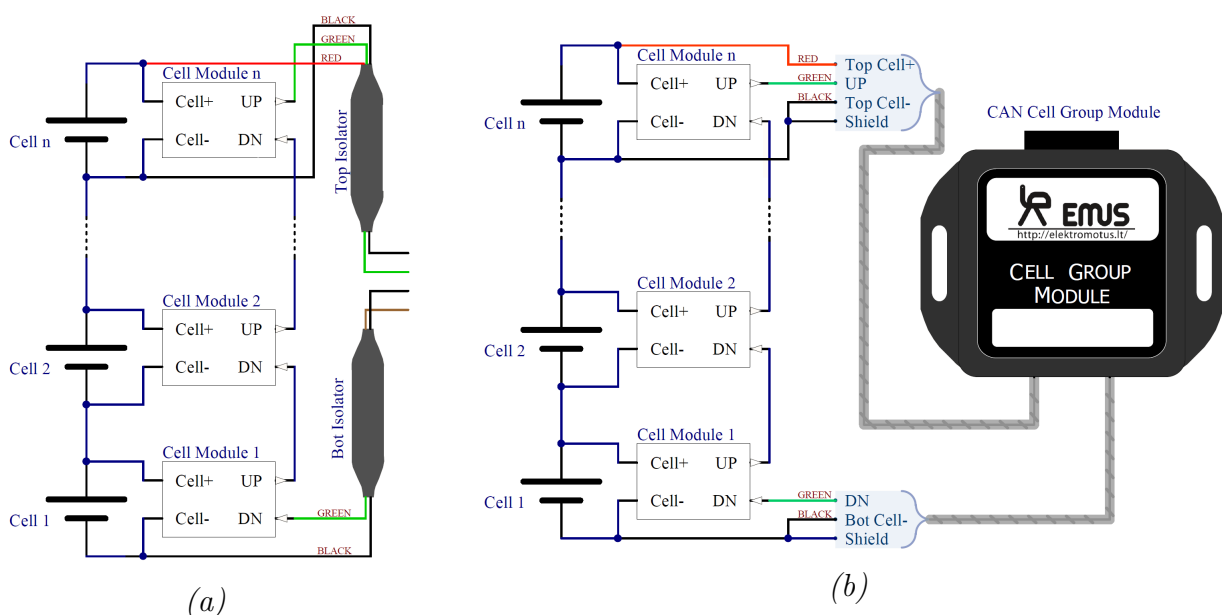 BLACK
GREEN
RED
Cell Module n
Cell+ UP
Cell- DN
Cell n
Top Isolator
Cell Module 2
Cell+ UP
Cell- DN
Cell 2
Bot Isolator
Cell Module 1
Cell+ UP
Cell- DN
Cell 1
GREEN
BLACK
(a)
Cell Module n
Cell+ UP
Cell- DN
Cell n
RED
GREEN
BLACK
Top Cell+
UP
Top Cell-
Shield
Cell Module 2
Cell+ UP
Cell- DN
Cell 2
Cell Module 1
Cell+ UP
Cell- DN
Cell 1
GREEN
BLACK
DN
Bot Cell-
Shield
CAN Cell Group Module
EMUS
http://elektromotus.lt/
CELL GROUP
MODULE
(b)